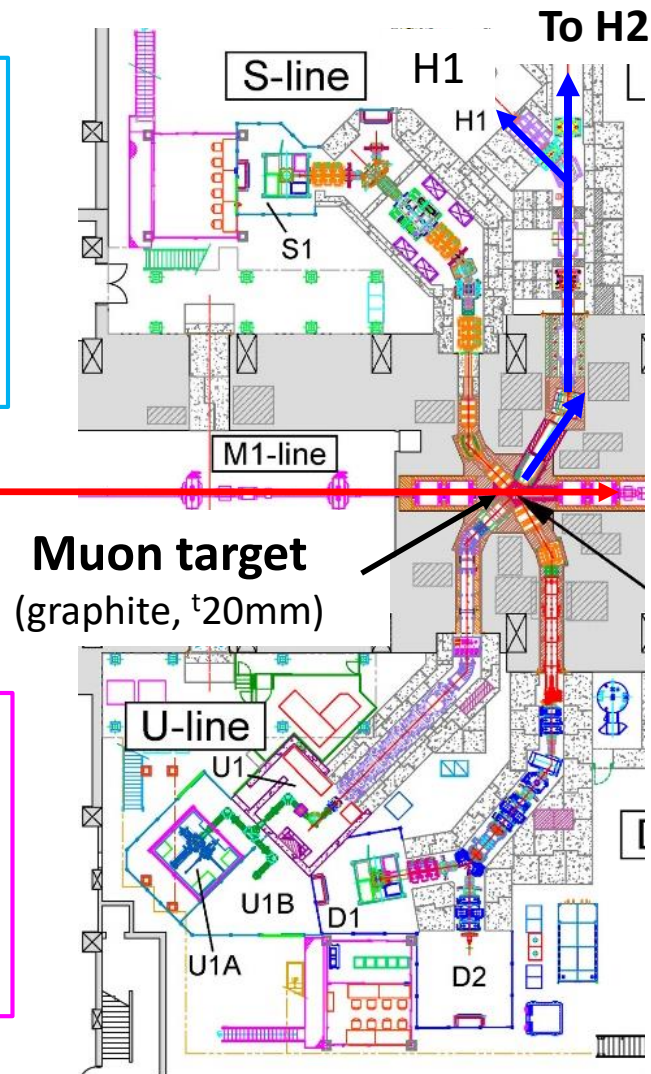 To H2
S-line
H1
H1
S1
M1-line
Muon target
(graphite, ᵗ20mm)
U-line
U1
U1B
D1
U1A
D2